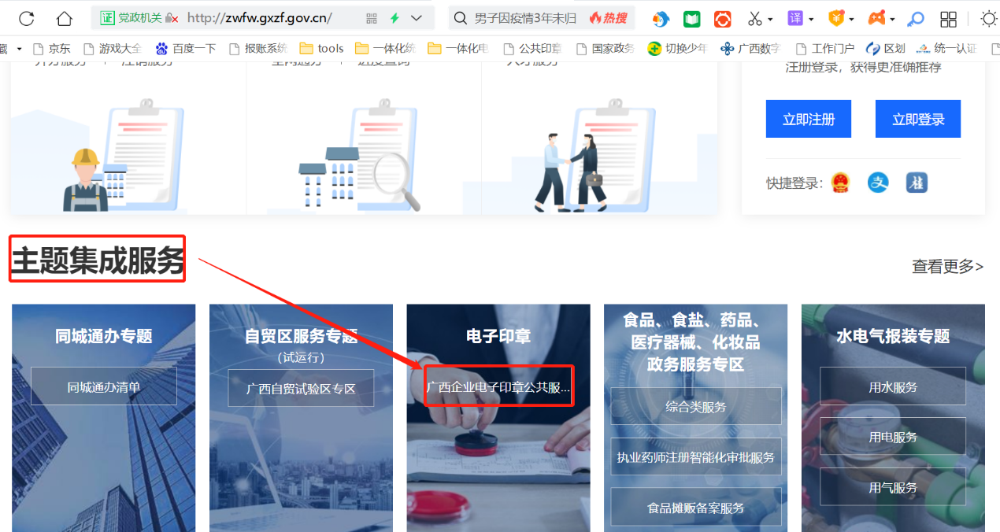 证 党政机关 http://zwfw.gxzf.gov.cn/ 男子因疫情3年未归 热搜 译
京东 游戏大全 百度一下 报账系统 tools 一体化统 一体化电 公共印章 国家政务 切换少年 广西数字 工作门户 区划 统一认证
注册登录，获得更准确推荐
立即注册 立即登录
快捷登录： 支 桂
主题集成服务
查看更多>
同城通办专题
同城通办清单
自贸区服务专题
（试运行）
广西自贸试验区专区
电子印章
广西企业电子印章公共服...
食品、食盐、药品、
医疗器械、化妆品
政务服务专区
综合类服务
执业药师注册智能化审批服务
食品摊贩备案服务
水电气报装专题
用水服务
用电服务
用气服务